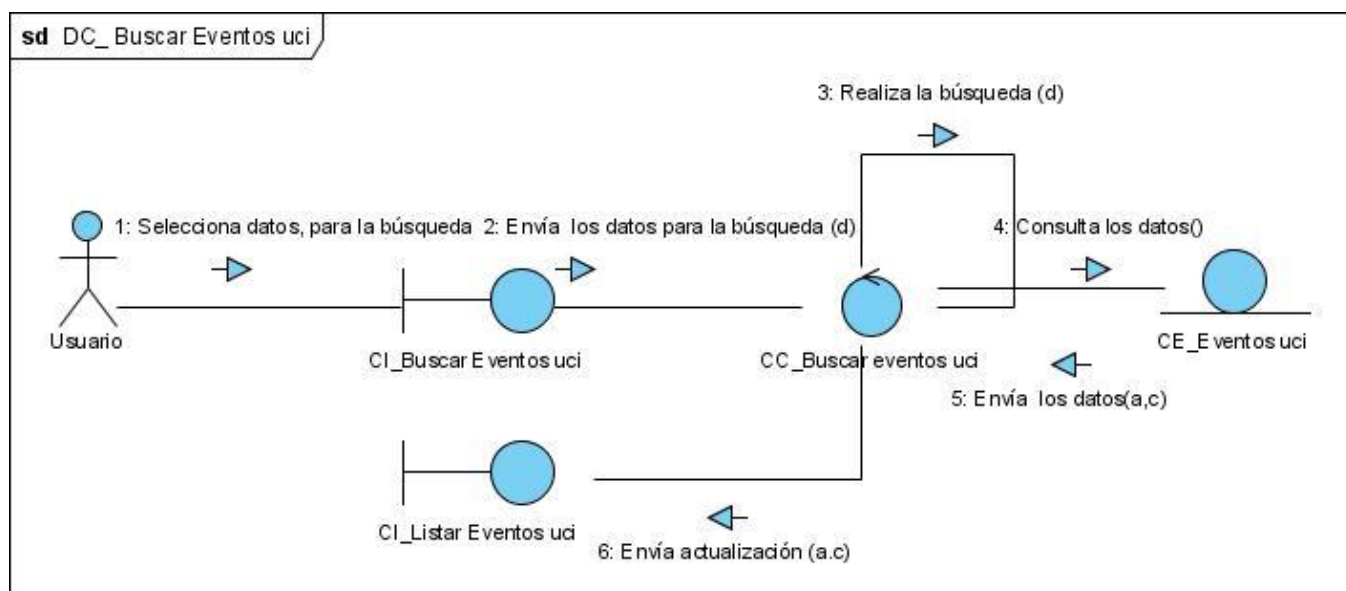 sd DC_ Buscar Eventos uci
3: Realiza la búsqueda (d)
1: Selecciona datos, para la búsqueda 2: Envía los datos para la búsqueda (d)
4: Consulta los datos()
Usuario
CI_Buscar Eventos uci
CC_Buscar eventos uci
CE_Eventos uci
5: Envía los datos(a,c)
CI_Listar Eventos uci
6: Envía actualización (a.c)